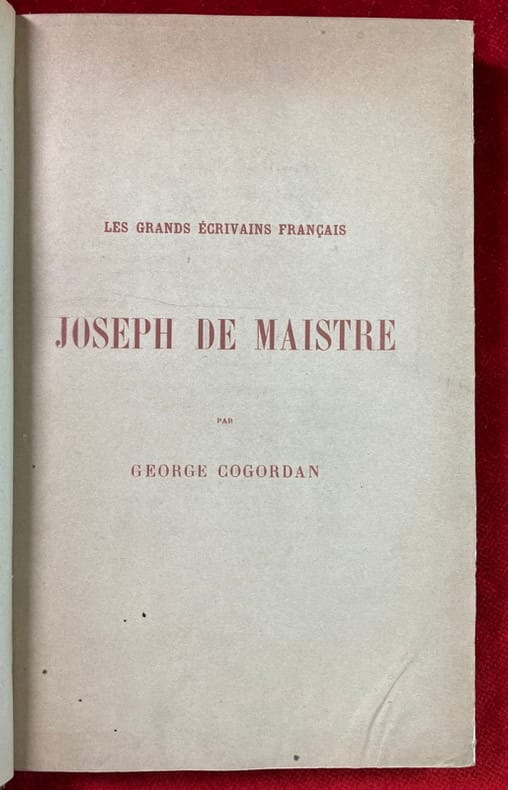 LES GRANDS ÉCRIVAINS FRANÇAIS
JOSEPH DE MAISTRE
PAR
GEORGE COGORDAN